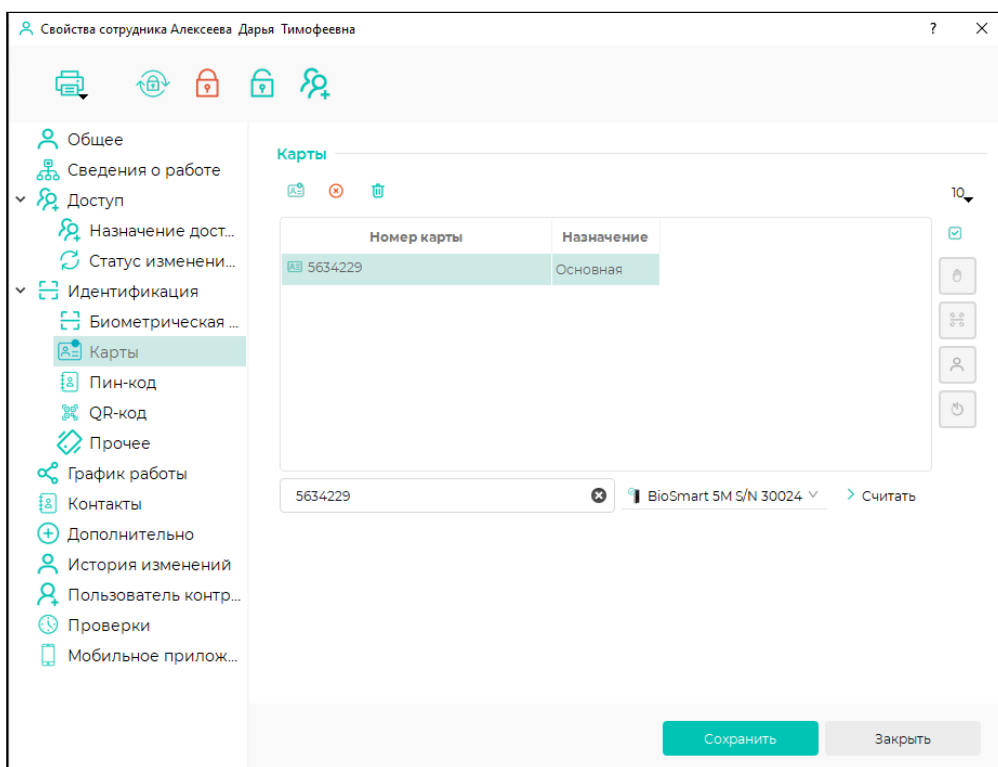 Свойства сотрудника Алексеева Дарья Тимофеевна
?
Общее
Сведения о работе
Доступ
Назначение дост...
Статус изменени...
Идентификация
Биометрическая ...
Карты
Пин-код
QR-код
Прочее
График работы
Контакты
Дополнительно
История изменений
Пользователь контр...
Проверки
Мобильное прилож...
Карты
10
Номер карты Назначение
5634229 Основная
5634229 BioSmart 5M S/N 30024 Считать
Сохранить Закрыть